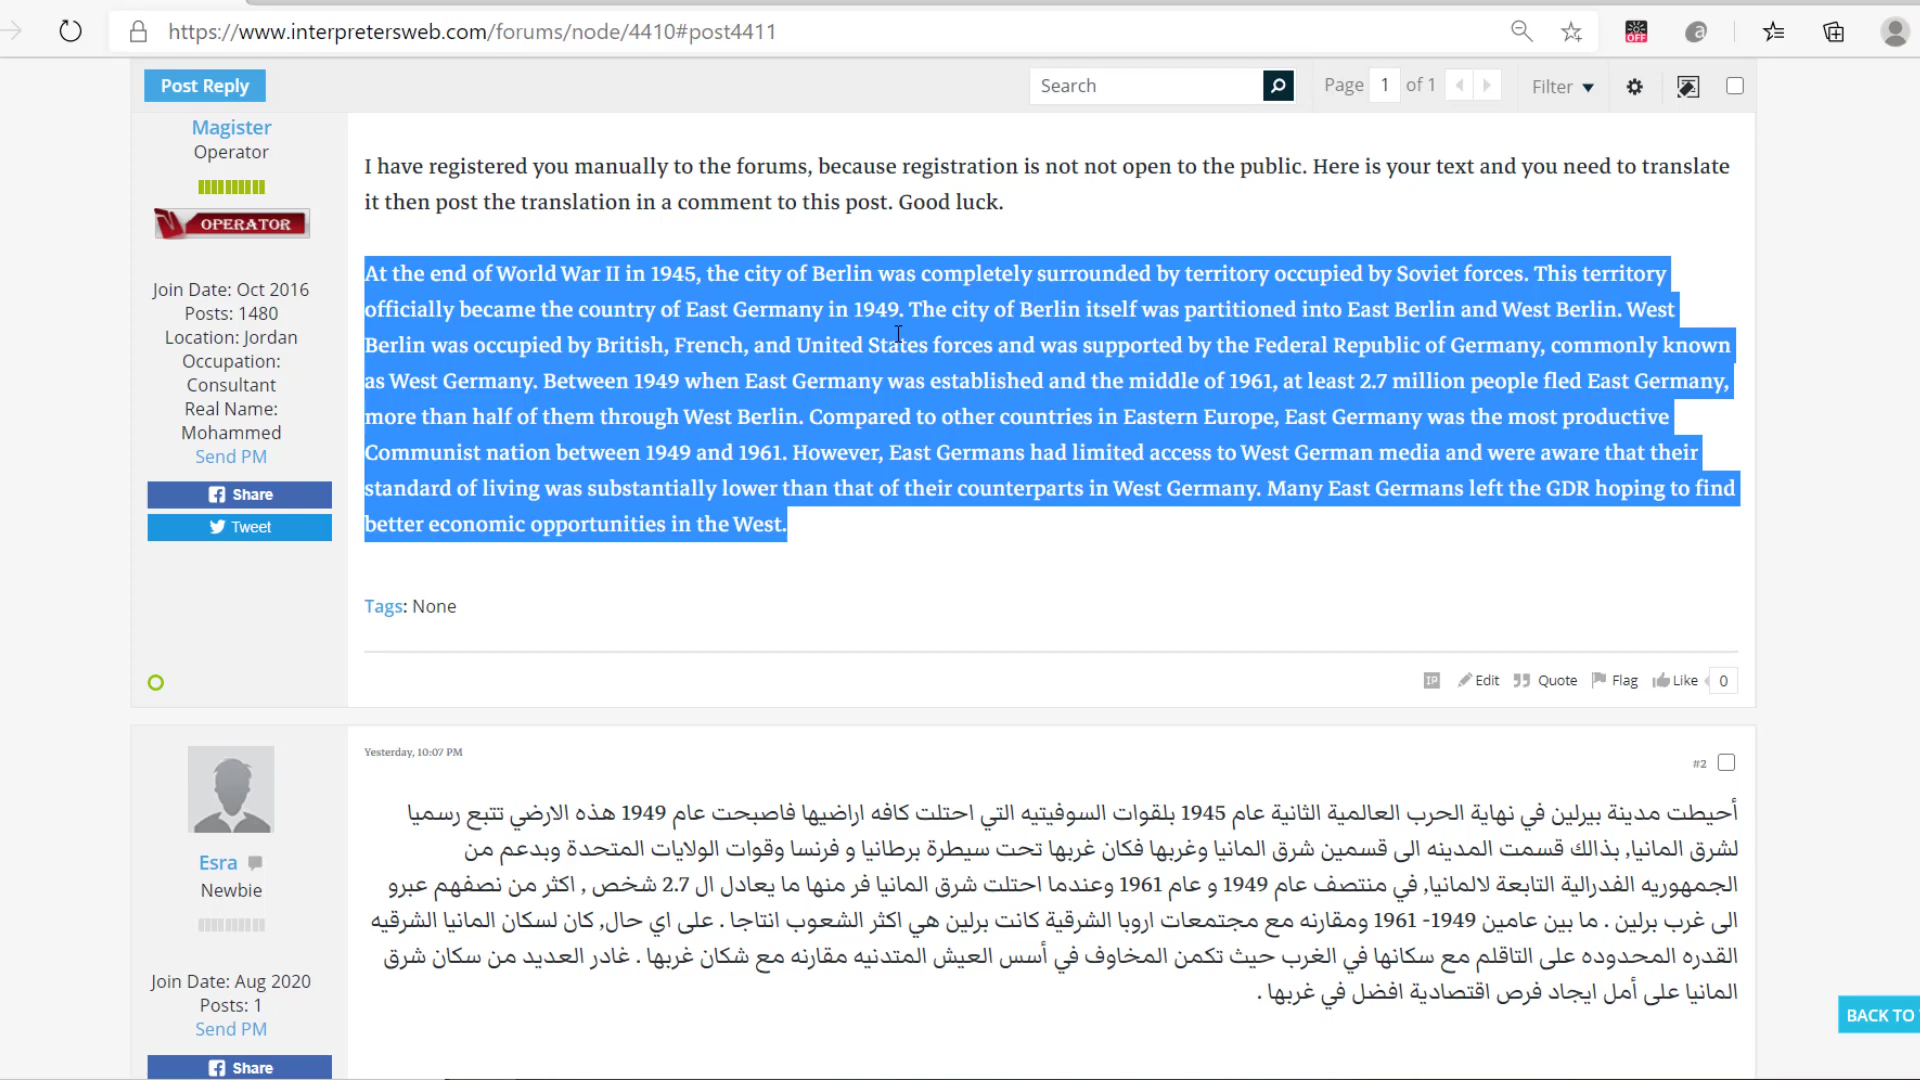 https://www.interpretersweb.com/forums/node/4410#post4411
OFF
a
Post Reply
Search
Page 1 of 1
Filter
Magister
Operator
OPERATOR
Join Date: Oct 2016
Posts: 1480
Location: Jordan
Occupation:
Consultant
Real Name:
Mohammed
Send PM
Share
Tweet
I have registered you manually to the forums, because registration is not not open to the public. Here is your text and you need to translate
it then post the translation in a comment to this post. Good luck.
At the end of World War II in 1945, the city of Berlin was completely surrounded by territory occupied by Soviet forces. This territory
officially became the country of East Germany in 1949. The city of Berlin itself was partitioned into East Berlin and West Berlin. West
Berlin was occupied by British, French, and United States forces and was supported by the Federal Republic of Germany, commonly known
as West Germany. Between 1949 when East Germany was established and the middle of 1961, at least 2.7 million people fled East Germany,
more than half of them through West Berlin. Compared to other countries in Eastern Europe, East Germany was the most productive
Communist nation between 1949 and 1961. However, East Germans had limited access to West German media and were aware that their
standard of living was substantially lower than that of their counterparts in West Germany. Many East Germans left the GDR hoping to find
better economic opportunities in the West.
Tags: None
IP Edit Quote Flag Like 0
Yesterday, 10:07 PM
#2
Esra
Newbie
Join Date: Aug 2020
Posts: 1
Send PM
Share
أحيطت مدينة بيرلين في نهاية الحرب العالمية الثانية عام 1945 بلقوات السوفيتيه التي احتلت كافه اراضيها فاصبحت عام 1949 هذه الارضي تتبع رسميا
لشرق المانيا, بذالك قسمت المدينه الى قسمين شرق المانيا وغربها فكان غربها تحت سيطرة برطانيا و فرنسا وقوات الولايات المتحدة وبدعم من
الجمهوريه الفدرالية التابعة لالمانيا, في منتصف عام 1949 و عام 1961 وعندما احتلت شرق المانيا فر منها ما يعادل ال 2.7 شخص , اكثر من نصفهم عبرو
الى غرب برلين . ما بين عامين 1949- 1961 ومقارنه مع مجتمعات اروبا الشرقية كانت برلين هي اكثر الشعوب انتاجا . على اي حال, كان لسكان المانيا الشرقيه
القدره المحدوده على التاقلم مع سكانها في الغرب حيث تكمن المخاوف في أسس العيش المتدنيه مقارنه مع شكان غربها . غادر العديد من سكان شرق
المانيا على أمل ايجاد فرص اقتصادية افضل في غربها .
BACK TO